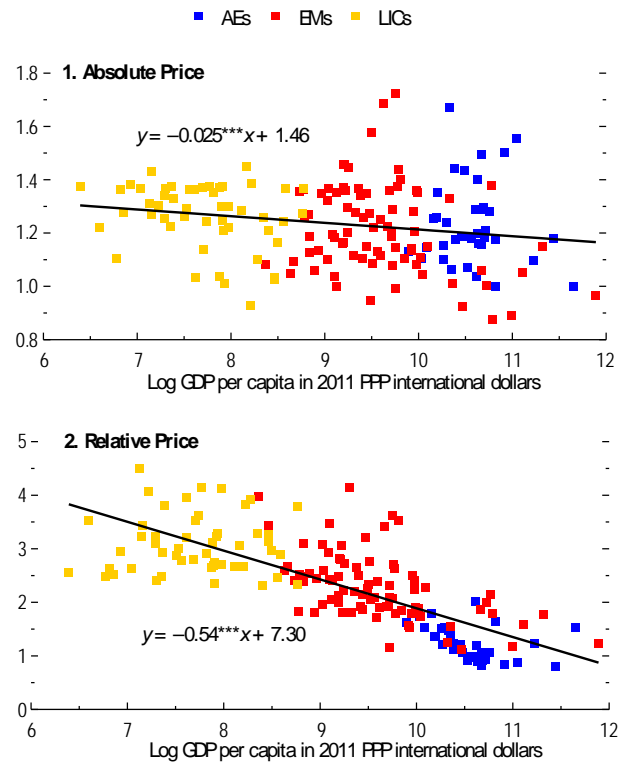 AEs EMs LICs
1. Absolute Price
1.8
1.6
1.4
1.2
1.0
0.8
y = −0.025***x + 1.46
6 7 8 9 10 11 12
Log GDP per capita in 2011 PPP international dollars
2. Relative Price
5
4
3
2
1
0
y = −0.54***x + 7.30
6 7 8 9 10 11 12
Log GDP per capita in 2011 PPP international dollars